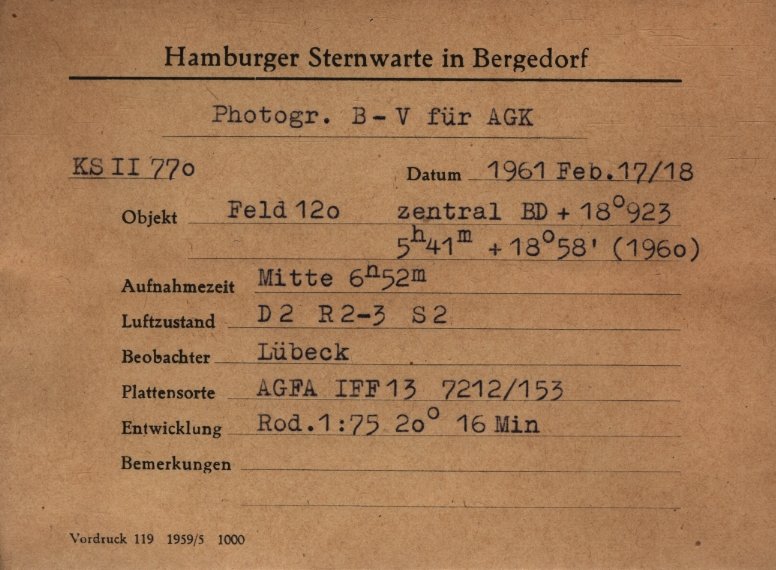 Hamburger Sternwarte in Bergedorf
Photogr. B - V für AGK
KS II 77o Datum 1961 Feb.17/18
Objekt Feld 12o zentral BD + 18°923
5h41m +18°58' (196o)
Aufnahmezeit Mitte 6h52m
Luftzustand D 2 R 2-3 S 2
Beobachter Lübeck
Plattensorte AGFA IFF 13 7212/153
Entwicklung Rod.1:75 2o° 16 Min
Bemerkungen
Vordruck 119 1959/5 1000